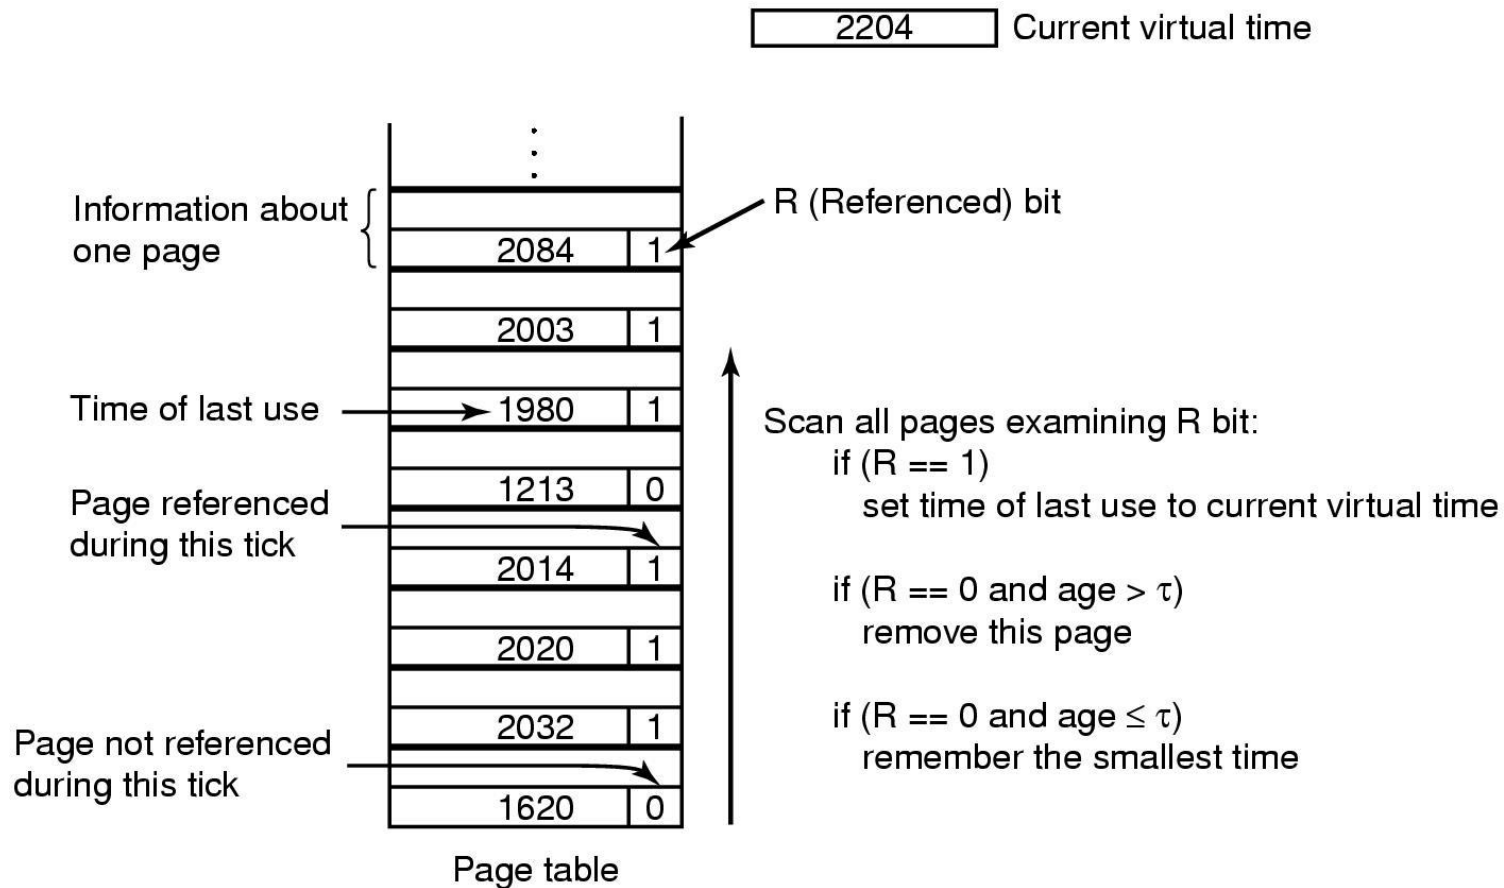 2204 Current virtual time
Information about
one page
R (Referenced) bit
2084 1
2003 1
Time of last use
1980 1
1213 0
Page referenced
during this tick
2014 1
2020 1
2032 1
Page not referenced
during this tick
1620 0
Page table
Scan all pages examining R bit:
if (R == 1)
set time of last use to current virtual time
if (R == 0 and age > τ)
remove this page
if (R == 0 and age ≤ τ)
remember the smallest time